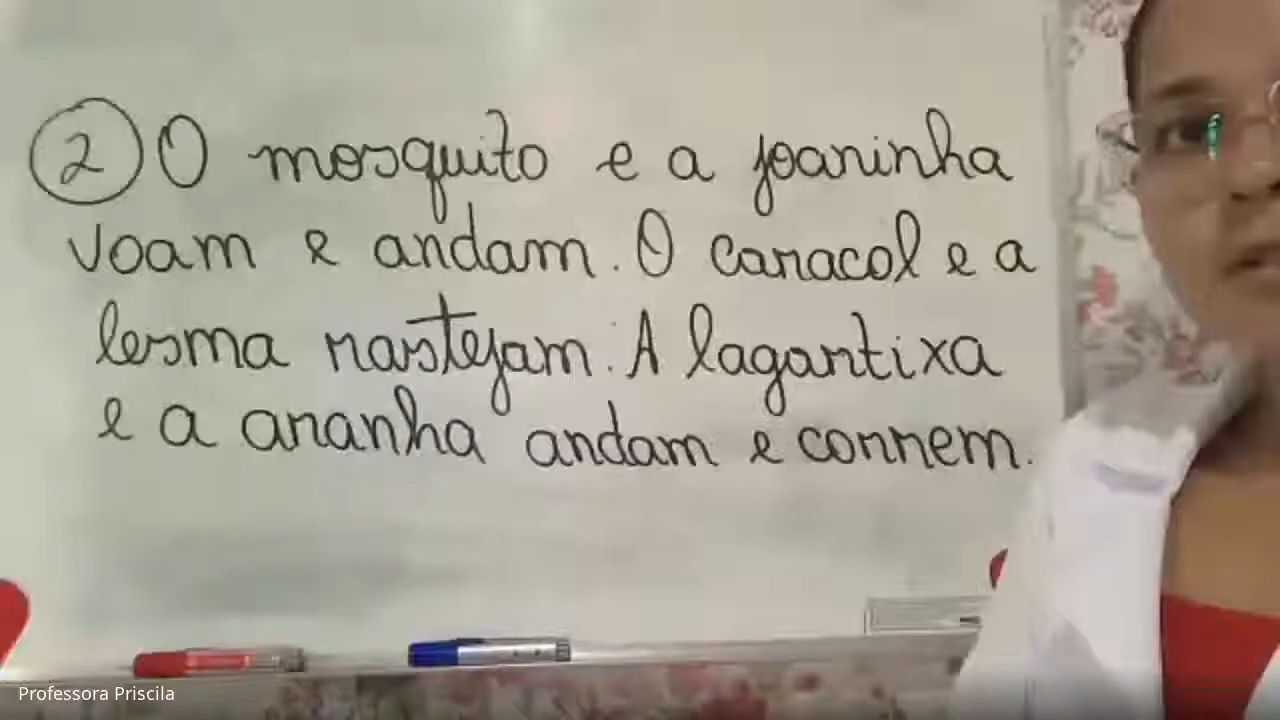 2 O mosquito e a joaninha
voam e andam. O caracol e a
lesma rastejam. A lagartixa
e a aranha andam e correm.
Professora Priscila